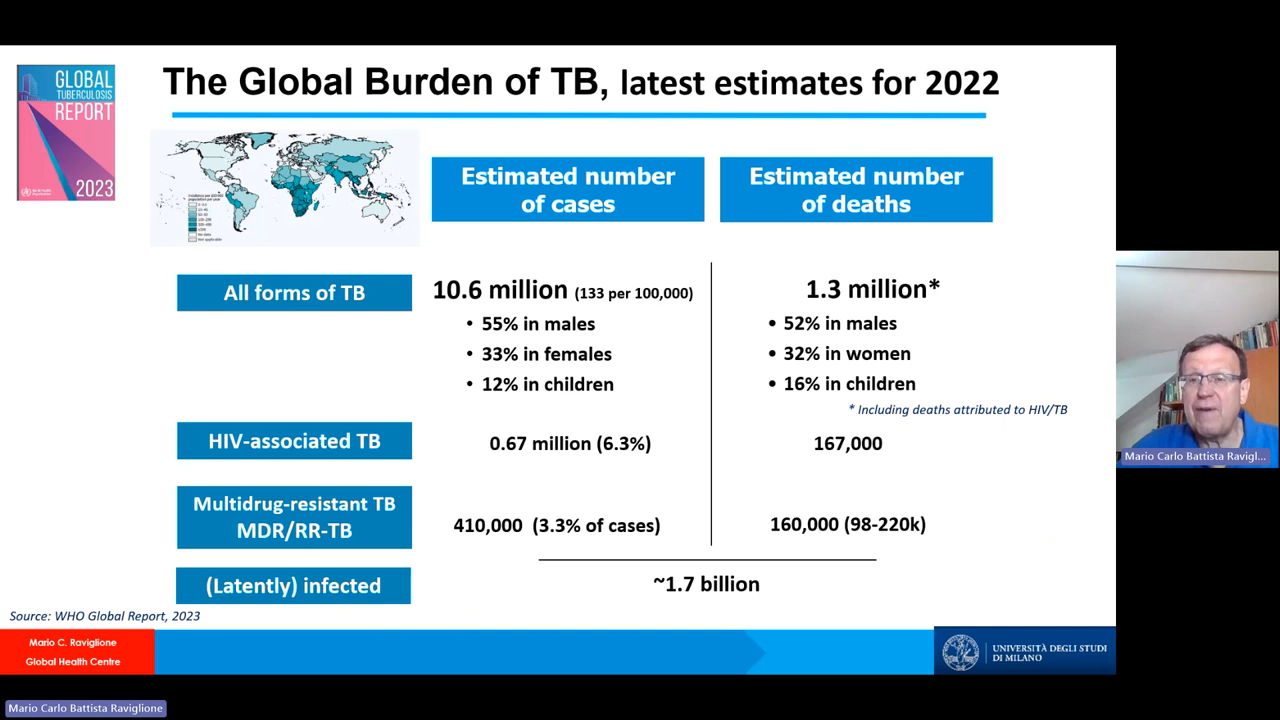 GLOBAL
TUBERCULOSIS
REPORT
2023
The Global Burden of TB, latest estimates for 2022
Estimated number
of cases
Estimated number
of deaths
All forms of TB
10.6 million (133 per 100,000)
• 55% in males
• 33% in females
• 12% in children
1.3 million*
• 52% in males
• 32% in women
• 16% in children
* Including deaths attributed to HIV/TB
HIV-associated TB
0.67 million (6.3%)
167,000
Multidrug-resistant TB
MDR/RR-TB
410,000 (3.3% of cases)
160,000 (98-220k)
(Latently) infected
~1.7 billion
Source: WHO Global Report, 2023
Mario C. Raviglione
Global Health Centre
UNIVERSITÀ DEGLI STUDI
DI MILANO
Mario Carlo Battista Ravigl...
Mario Carlo Battista Raviglione